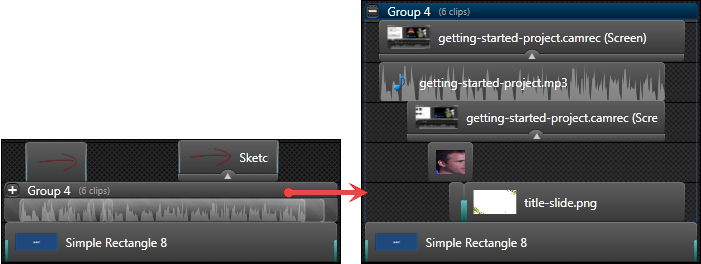 Sketc
Group 4 (6 clips)
Simple Rectangle 8
Group 4 (6 clips)
getting-started-project.camrec (Screen)
getting-started-project.mp3
getting-started-project.camrec (Scre
title-slide.png
Simple Rectangle 8